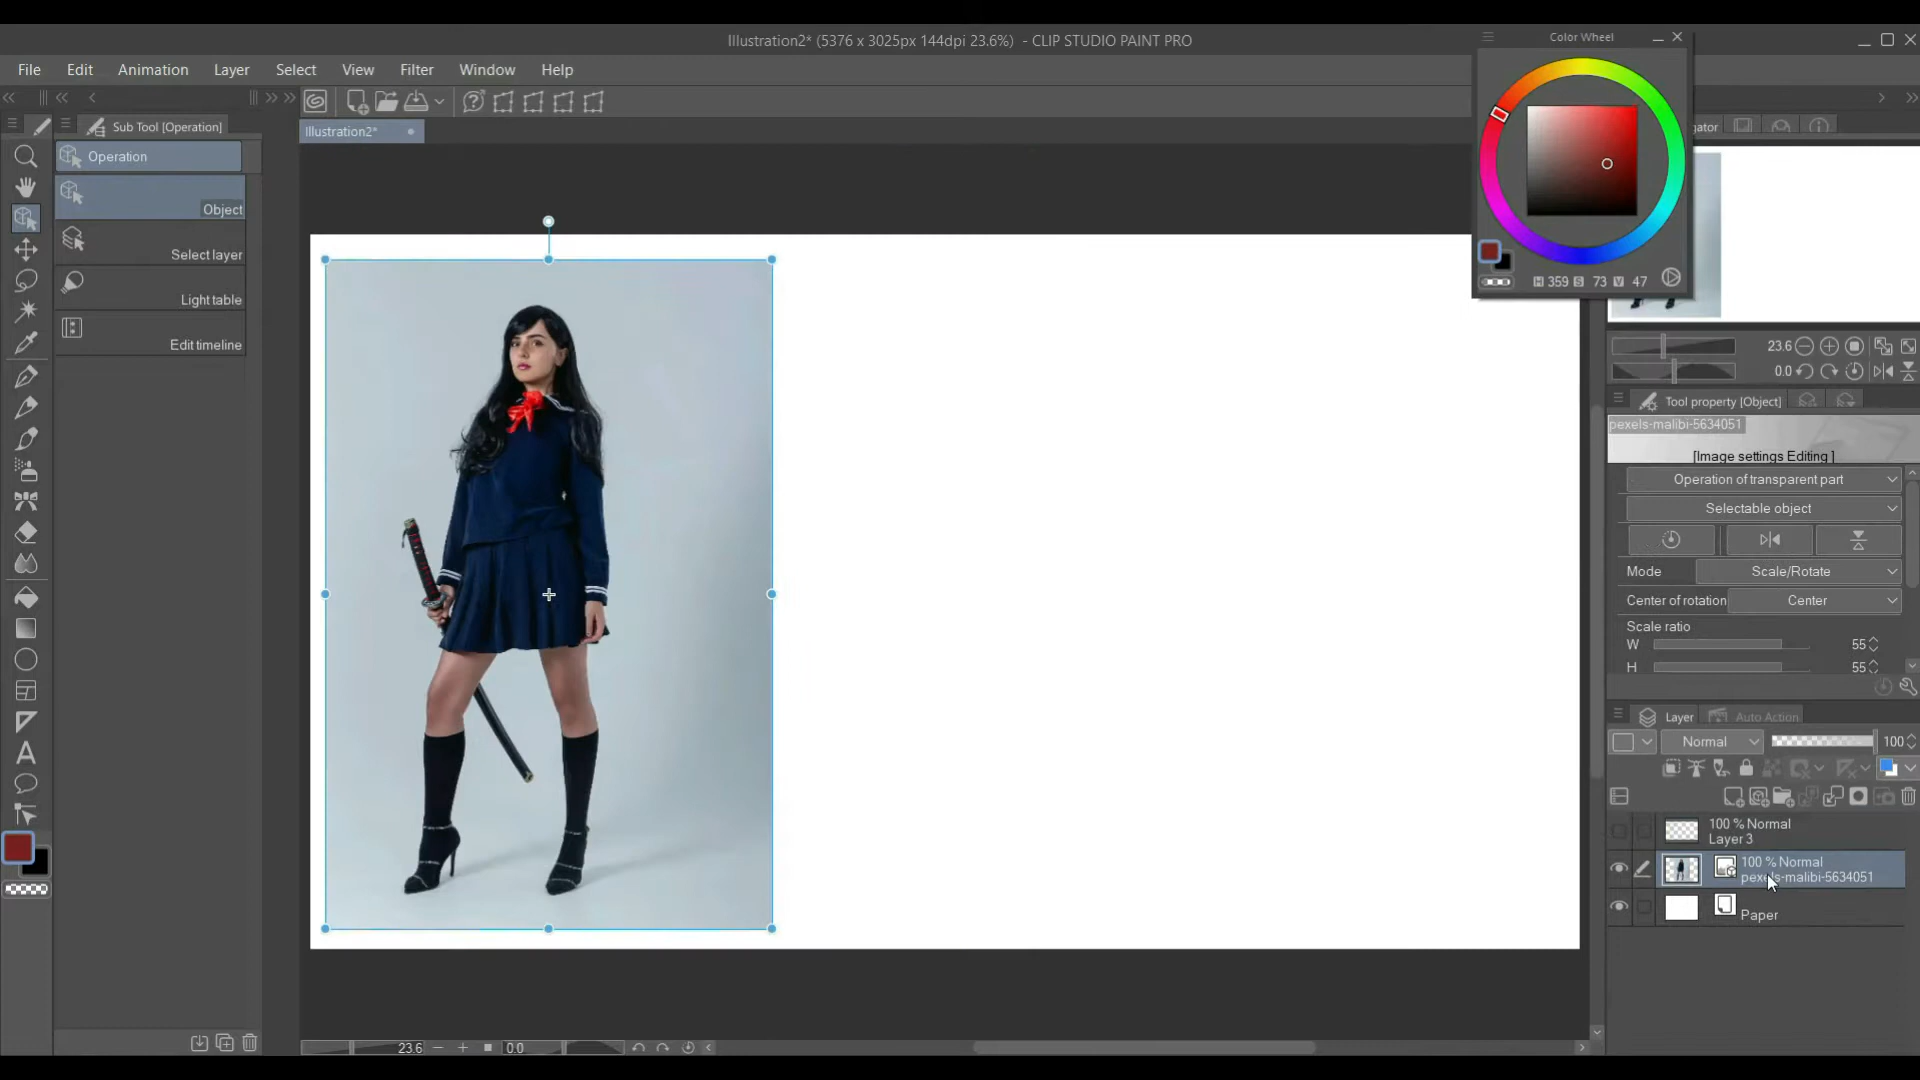 Illustration2* (5376 x 3025px 144dpi 23.6%) - CLIP STUDIO PAINT PRO
Color Wheel
File Edit Animation Layer Select View Filter Window Help
Sub Tool [Operation]
Illustration2*
gator
Operation
Object
Select layer
Light table
Edit timeline
H 359 S 73 V 47
23.6
0.0
Tool property [Object]
pexels-malibi-5634051
[Image settings Editing ]
Operation of transparent part
Selectable object
Mode Scale/Rotate
Center of rotation Center
Scale ratio
W 55
H 55
Layer Auto Action
Normal 100
100 % Normal
Layer 3
100 % Normal
pexels-malibi-5634051
Paper
A
23.6 0.0